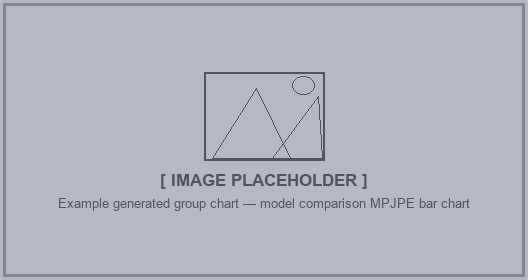 [ IMAGE PLACEHOLDER ]
Example generated group chart — model comparison MPJPE bar chart